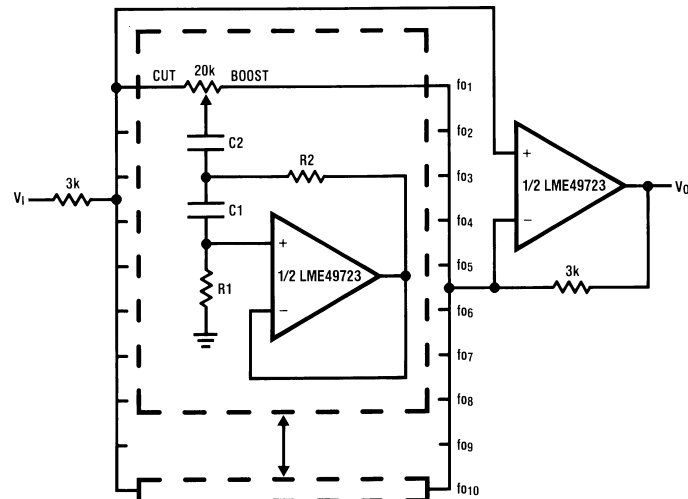 CUT 20k BOOST
fo1
fo2
C2
R2
fo3
VI
3k
C1
+
1/2 LME49723
−
VO
fo4
+
1/2 LME49723
−
R1
fo5
3k
fo6
fo7
fo8
fo9
fo10